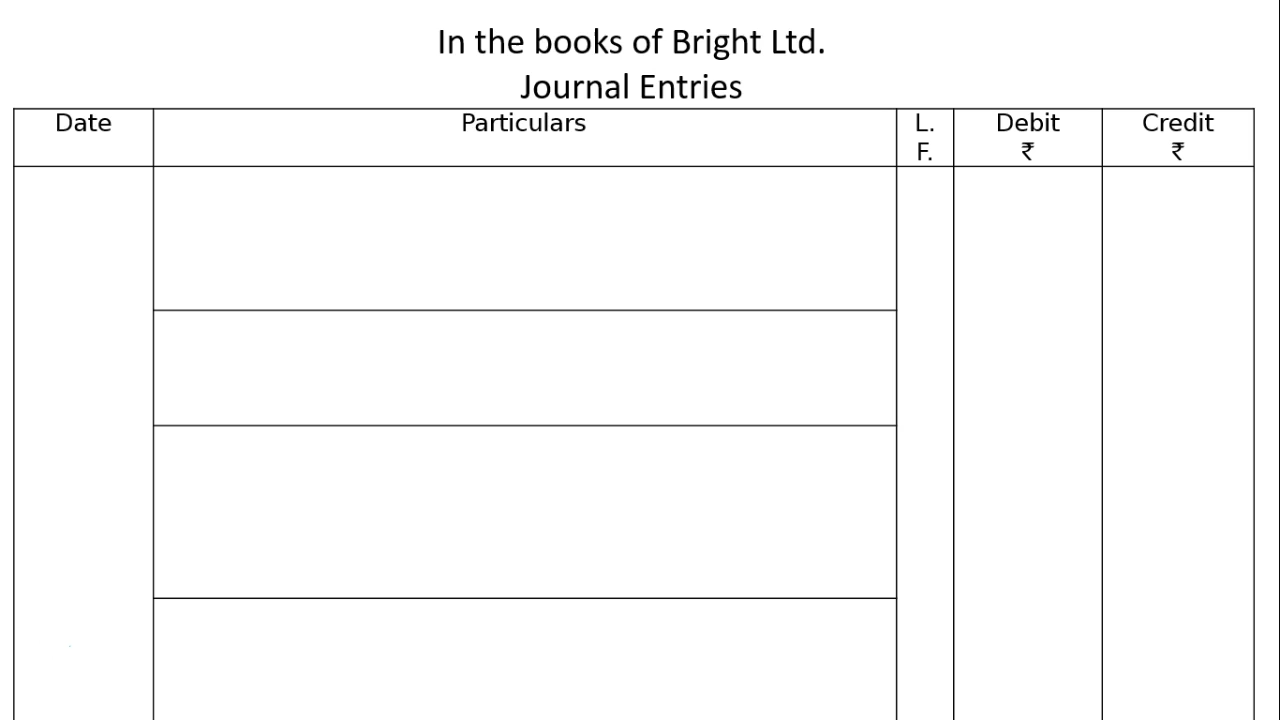 In the books of Bright Ltd.
Journal Entries
Date Particulars L. F. Debit ₹ Credit ₹